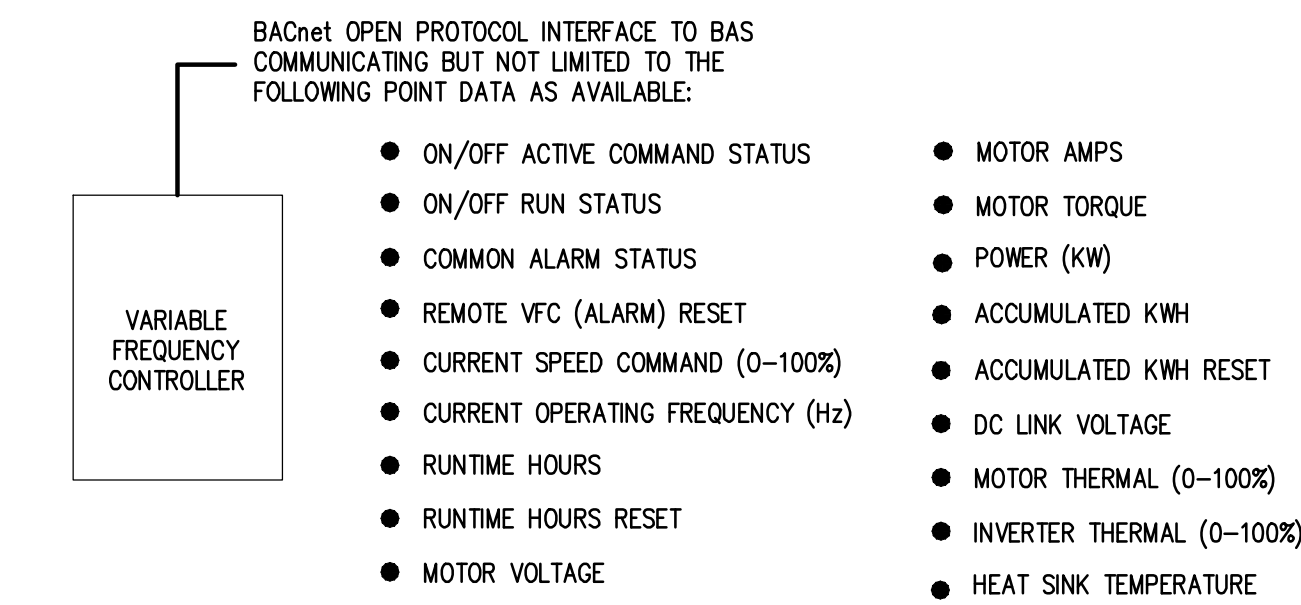 BACnet OPEN PROTOCOL INTERFACE TO BAS
COMMUNICATING BUT NOT LIMITED TO THE
FOLLOWING POINT DATA AS AVAILABLE:
VARIABLE
FREQUENCY
CONTROLLER
● ON/OFF ACTIVE COMMAND STATUS
● ON/OFF RUN STATUS
● COMMON ALARM STATUS
● REMOTE VFC (ALARM) RESET
● CURRENT SPEED COMMAND (0–100%)
● CURRENT OPERATING FREQUENCY (Hz)
● RUNTIME HOURS
● RUNTIME HOURS RESET
● MOTOR VOLTAGE
● MOTOR AMPS
● MOTOR TORQUE
● POWER (KW)
● ACCUMULATED KWH
● ACCUMULATED KWH RESET
● DC LINK VOLTAGE
● MOTOR THERMAL (0–100%)
● INVERTER THERMAL (0–100%)
● HEAT SINK TEMPERATURE